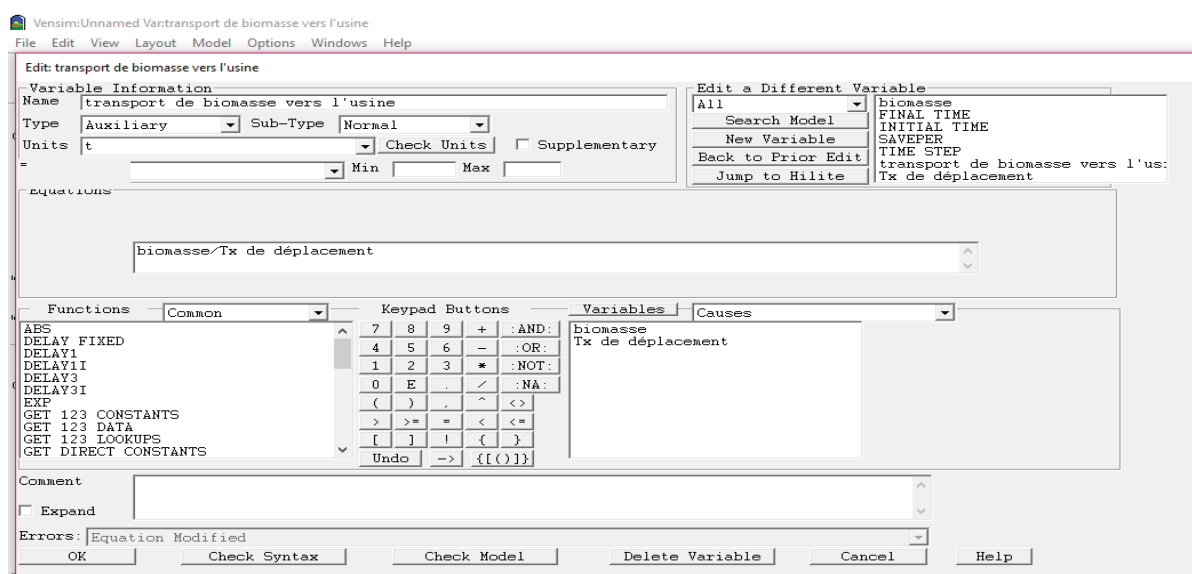 Vensim:Unnamed Var:transport de biomasse vers l'usine
File Edit View Layout Model Options Windows Help
Edit: transport de biomasse vers l'usine
Variable Information
Name transport de biomasse vers l'usine
Type Auxiliary Sub-Type Normal
Units t Check Units Supplementary
= Min Max
Edit a Different Variable
All
Search Model
New Variable
Back to Prior Edit
Jump to Hilite
biomasse
FINAL TIME
INITIAL TIME
SAVEPER
TIME STEP
transport de biomasse vers l'us:
Tx de déplacement
Equations
biomasse/Tx de déplacement
Functions Common
ABS
DELAY FIXED
DELAY1
DELAY1I
DELAY3
DELAY3I
EXP
GET 123 CONSTANTS
GET 123 DATA
GET 123 LOOKUPS
GET DIRECT CONSTANTS
Keypad Buttons
7 8 9 + :AND:
4 5 6 - :OR:
1 2 3 * :NOT:
0 E . / :NA:
( ) , ^ <>
> >= = < <=
[ ] ! { }
Undo -> {[()]}
Variables Causes
biomasse
Tx de déplacement
Comment
Expand
Errors: Equation Modified
OK Check Syntax Check Model Delete Variable Cancel Help